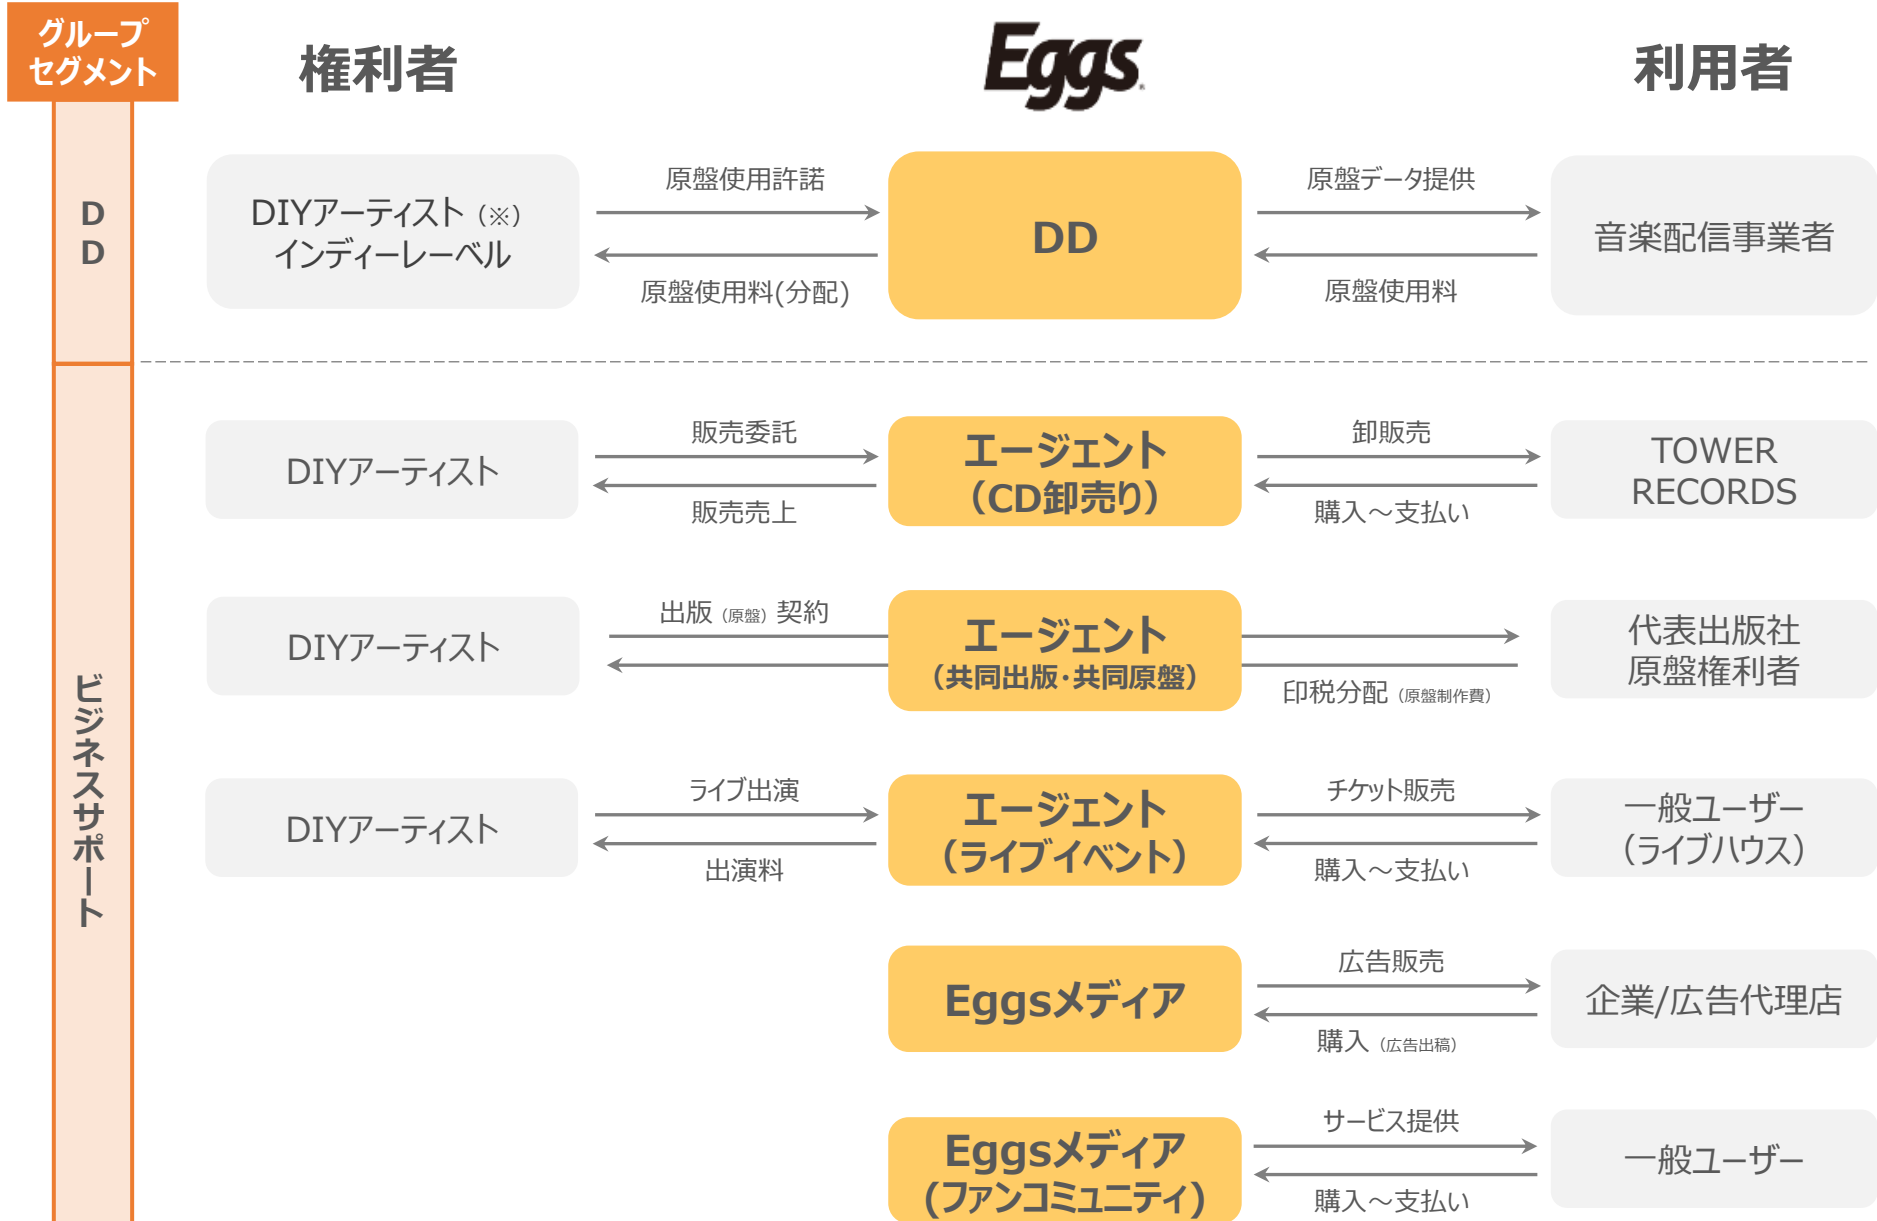 グループ
セグメント
権利者
Eggs
利用者
DD
DIYアーティスト（※）
インディーレーベル
原盤使用許諾
原盤使用料(分配)
DD
原盤データ提供
原盤使用料
音楽配信事業者
ビジネスサポート
DIYアーティスト
販売委託
販売売上
エージェント
（CD卸売り）
卸販売
購入～支払い
TOWER
RECORDS
DIYアーティスト
出版（原盤）契約
エージェント
（共同出版・共同原盤）
印税分配（原盤制作費）
代表出版社
原盤権利者
DIYアーティスト
ライブ出演
出演料
エージェント
（ライブイベント）
チケット販売
購入～支払い
一般ユーザー
（ライブハウス）
Eggsメディア
広告販売
購入（広告出稿）
企業/広告代理店
Eggsメディア
(ファンコミュニティ)
サービス提供
購入～支払い
一般ユーザー